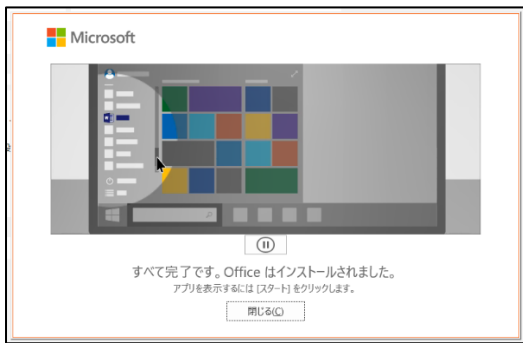 Microsoft
すべて完了です。Office はインストールされました。
アプリを表示するには [スタート] をクリックします。
閉じる(C)